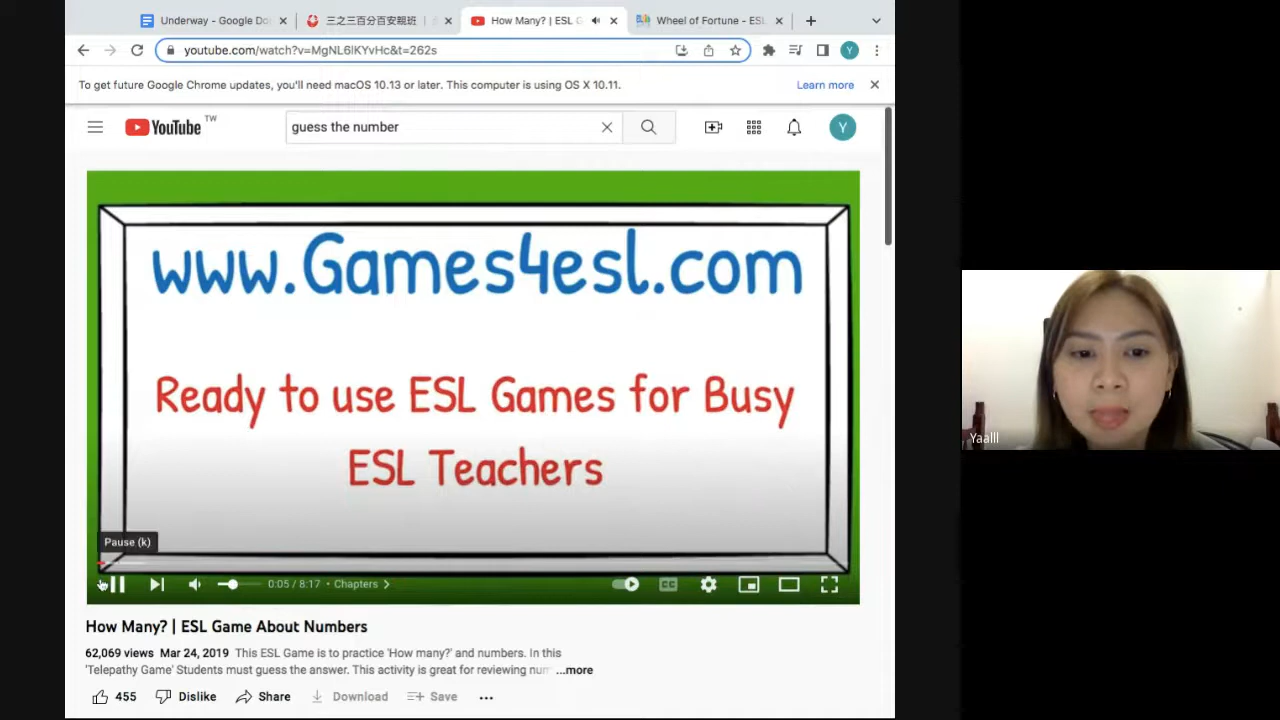 Underway - Google Do
三之三百分百安親班
How Many? | ESL G
Wheel of Fortune - ESL
youtube.com/watch?v=MgNL6lKYvHc&t=262s
Y
To get future Google Chrome updates, you'll need macOS 10.13 or later. This computer is using OS X 10.11.
Learn more
YouTube TW
guess the number
Y
www.Games4esl.com
Ready to use ESL Games for Busy
ESL Teachers
Pause (k)
0:05 / 8:17 • Chapters
CC
How Many? | ESL Game About Numbers
62,069 views Mar 24, 2019 This ESL Game is to practice 'How many?' and numbers. In this
'Telepathy Game' Students must guess the answer. This activity is great for reviewing num ...more
455 Dislike Share Download Save
Yaalll